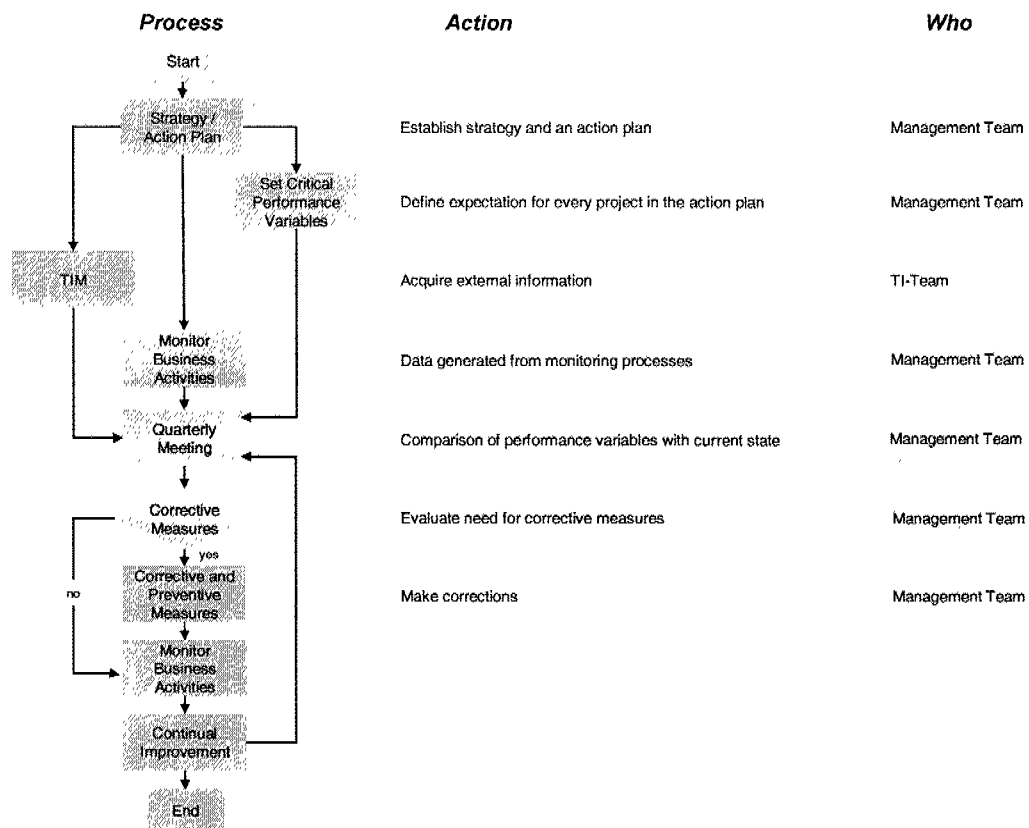 Process Action Who
Start
Strategy /
Action Plan
Establish strategy and an action plan
Management Team
Set Critical
Performance
Variables
Define expectation for every project in the action plan
Management Team
TIM
Acquire external information
TI-Team
Monitor
Business
Activities
Data generated from monitoring processes
Management Team
Quarterly
Meeting
Comparison of performance variables with current state
Management Team
Corrective
Measures
Evaluate need for corrective measures
Management Team
yes
no
Corrective and
Preventive
Measures
Make corrections
Management Team
Monitor
Business
Activities
Continual
Improvement
End